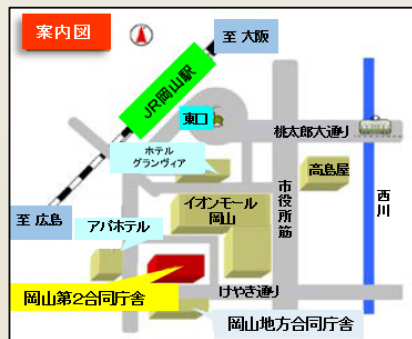 案内図
至 大阪
JR岡山駅
東口
桃太郎大通り
ホテル
グランヴィア
高島屋
市役所筋
西川
イオンモール
岡山
至 広島
アパホテル
岡山第2合同庁舎
けやき通り
岡山地方合同庁舎